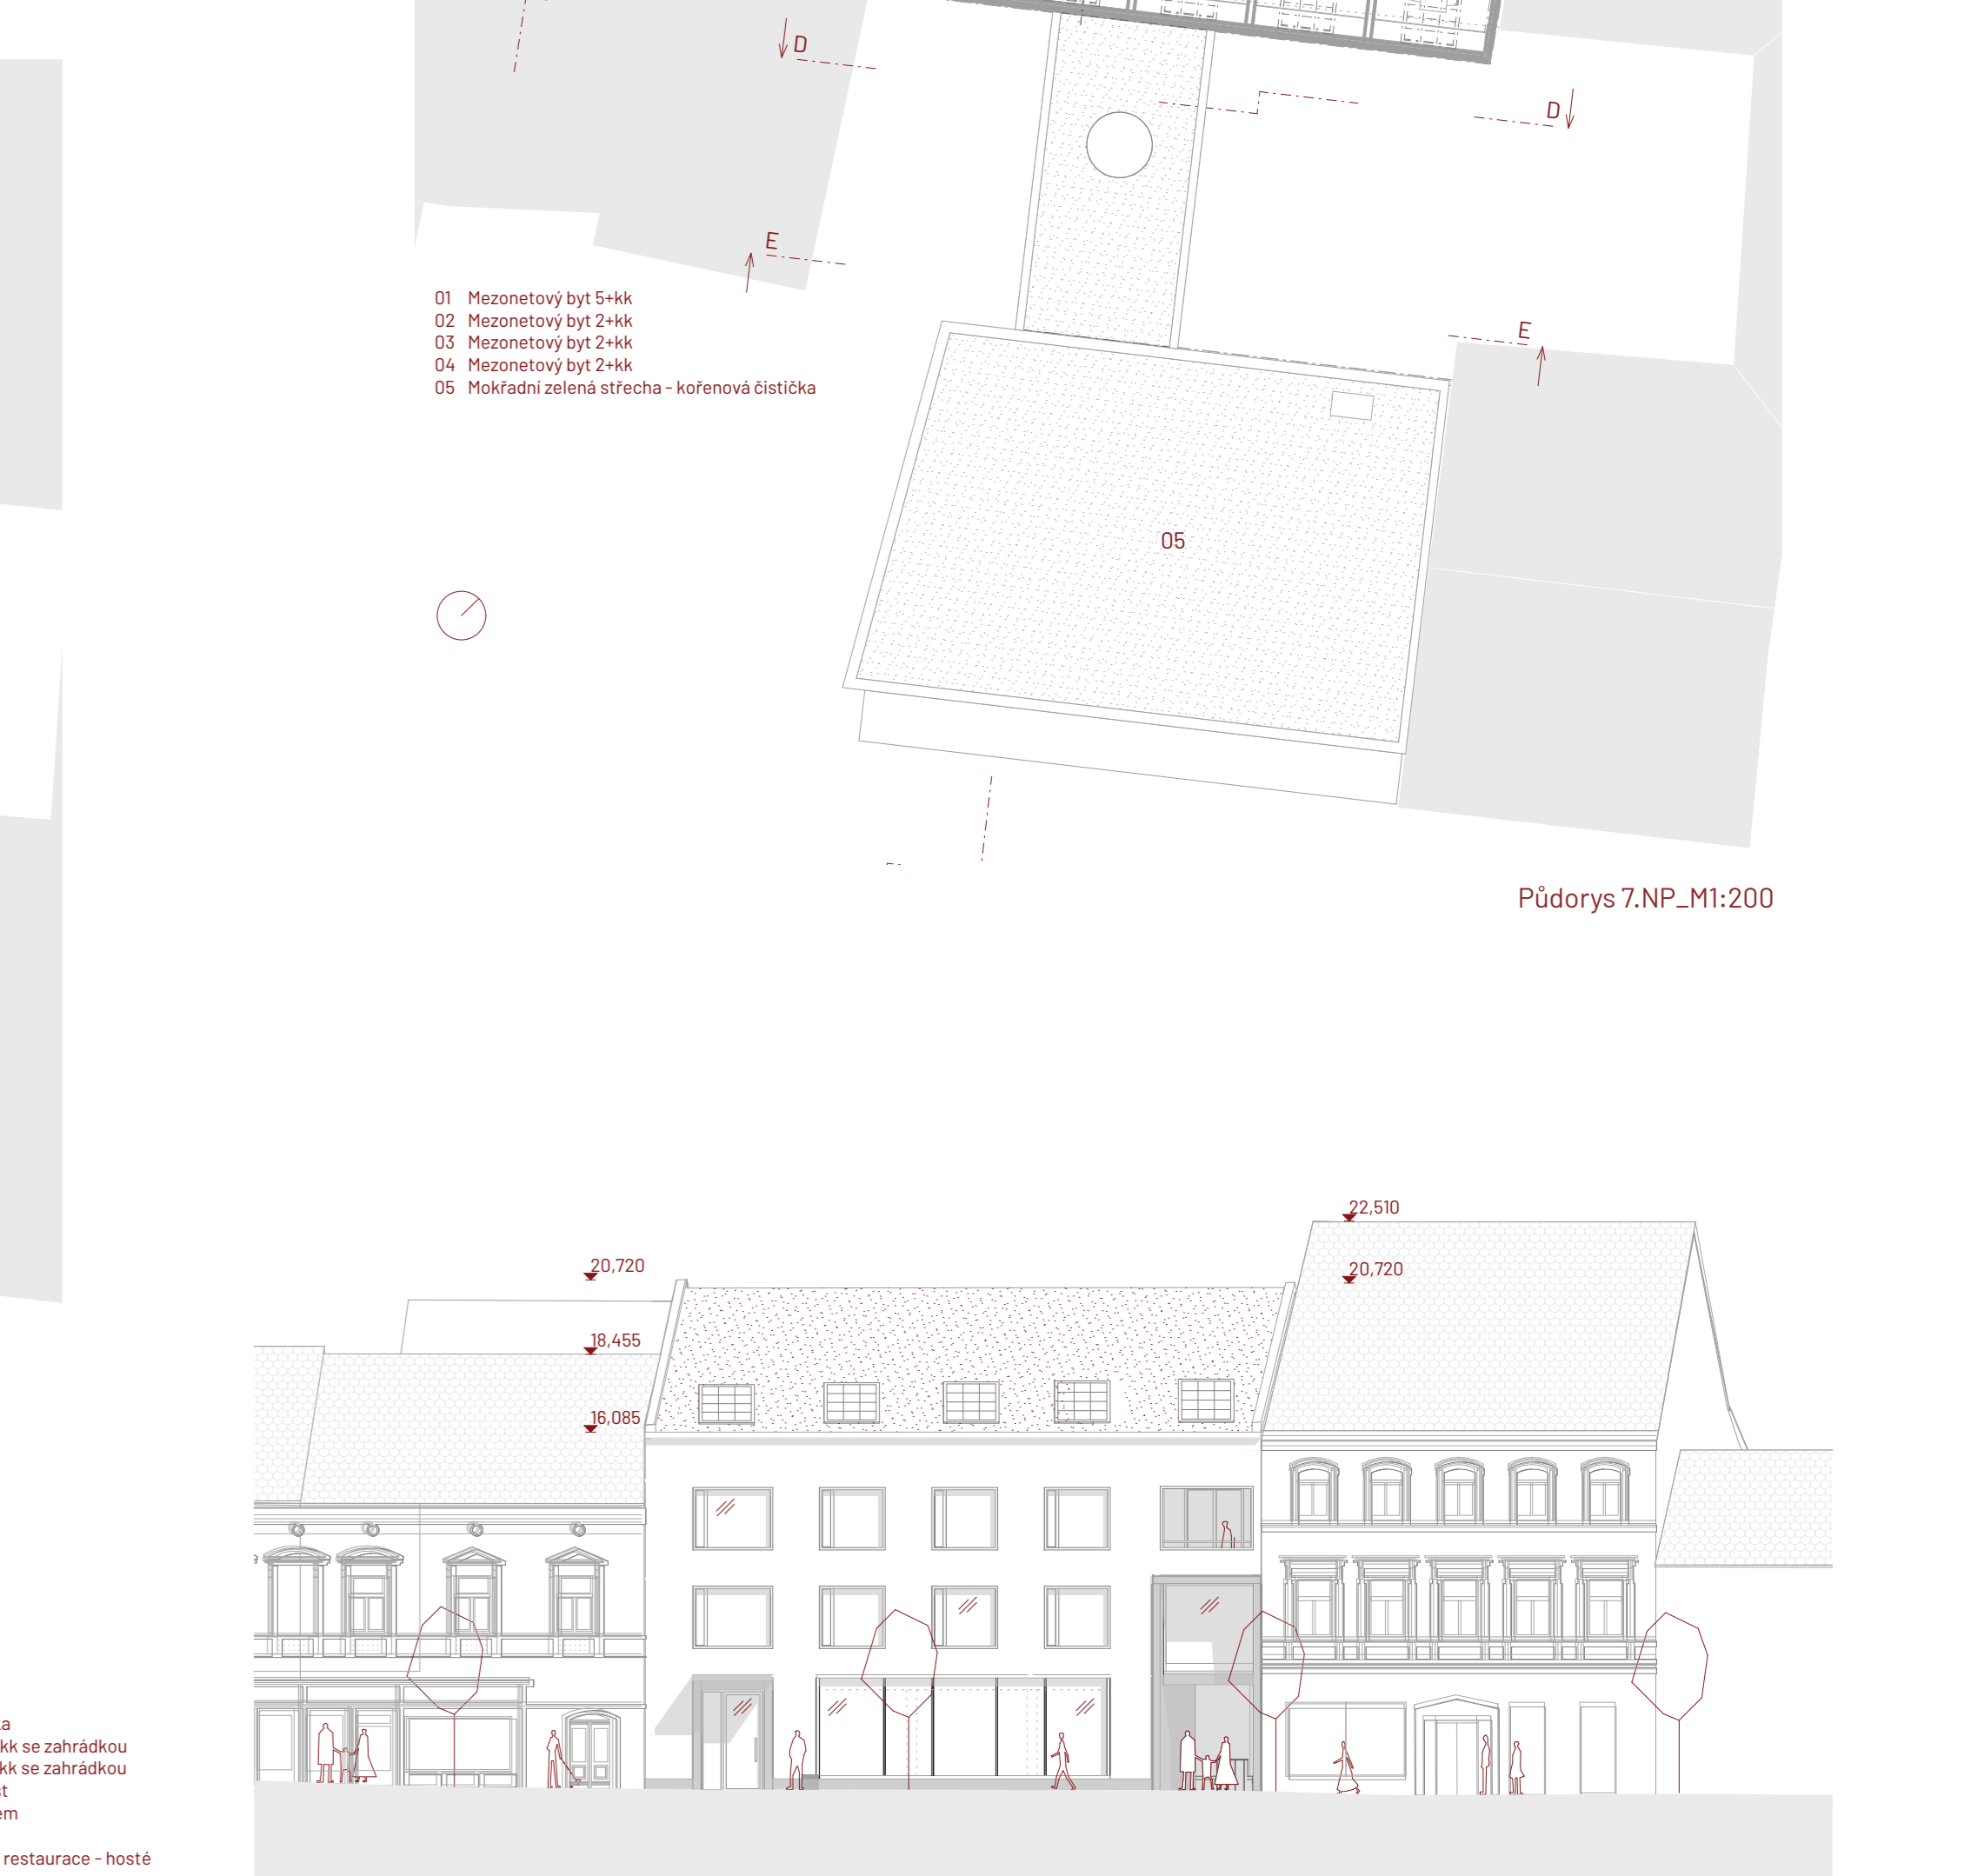 D
D
E
E
01 Mezonetový byt 5+kk
02 Mezonetový byt 2+kk
03 Mezonetový byt 2+kk
04 Mezonetový byt 2+kk
05 Mokřadní zelená střecha - kořenová čistička
05
Půdorys 7.NP_M1:200
22,510
20,720
20,720
18,455
16,085
kk se zahrádkou
kk se zahrádkou
restaurace - hosté